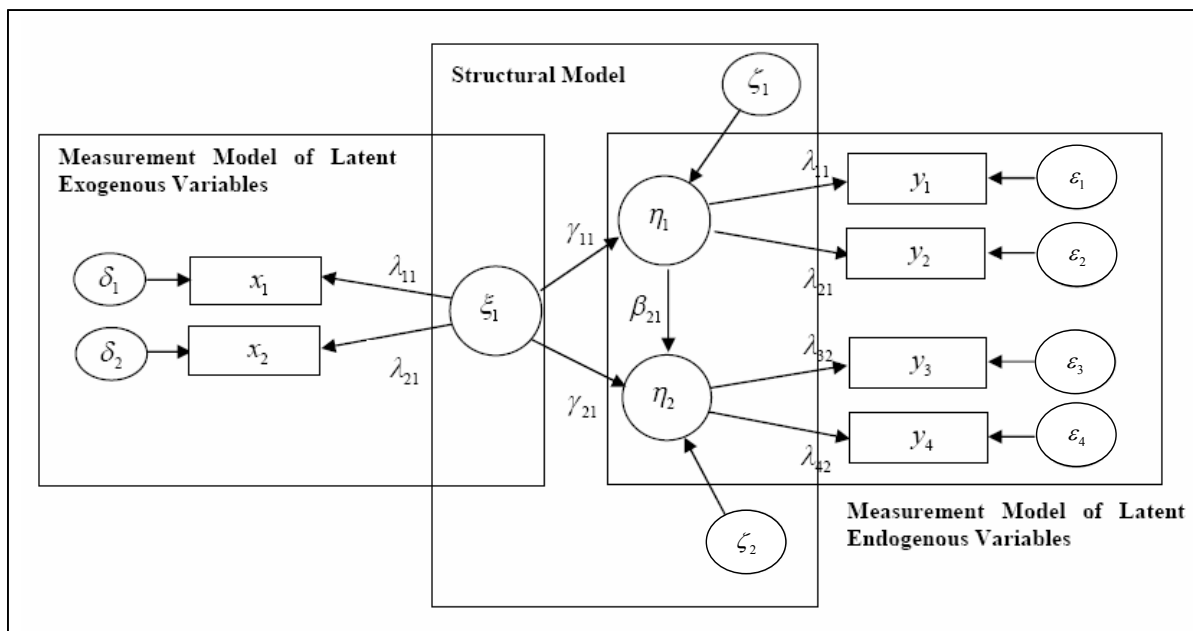 Structural Model
ζ₁
Measurement Model of Latent
Exogenous Variables
λ₁₁
y₁
ε₁
η₁
γ₁₁
y₂
ε₂
λ₂₁
δ₁
x₁
λ₁₁
ξ₁
β₂₁
δ₂
x₂
λ₂₁
λ₃₂
y₃
ε₃
γ₂₁
η₂
y₄
ε₄
λ₄₂
Measurement Model of Latent
Endogenous Variables
ζ₂